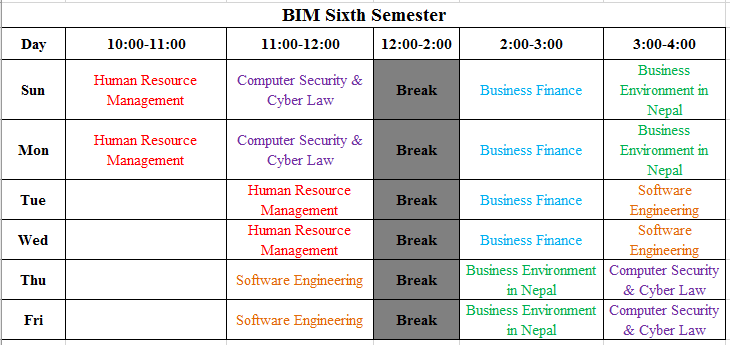 BIM Sixth Semester
Day 10:00-11:00 11:00-12:00 12:00-2:00 2:00-3:00 3:00-4:00
Sun Human Resource Management Computer Security & Cyber Law Break Business Finance Business Environment in Nepal
Mon Human Resource Management Computer Security & Cyber Law Break Business Finance Business Environment in Nepal
Tue Human Resource Management Break Business Finance Software Engineering
Wed Human Resource Management Break Business Finance Software Engineering
Thu Software Engineering Break Business Environment in Nepal Computer Security & Cyber Law
Fri Software Engineering Break Business Environment in Nepal Computer Security & Cyber Law